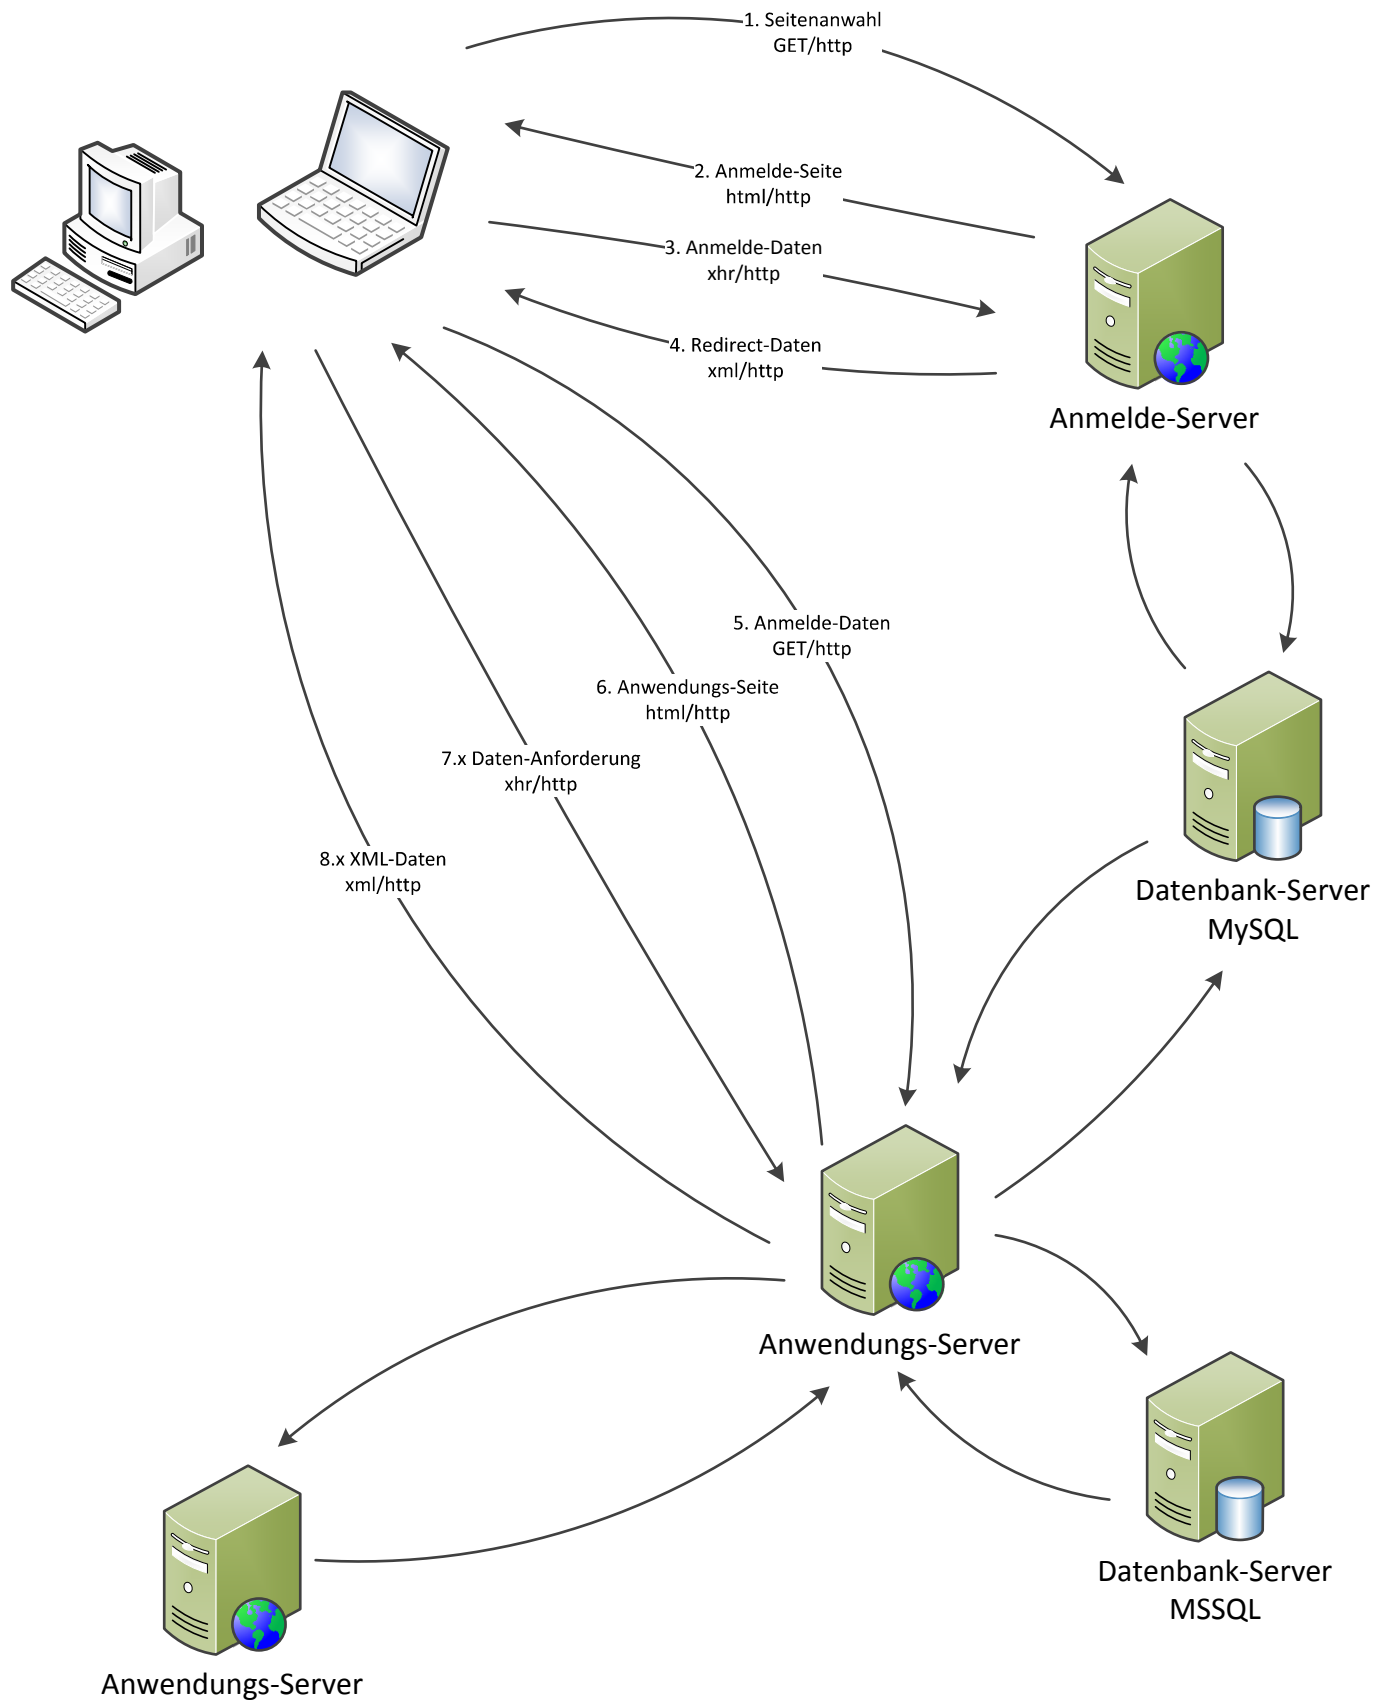 1. Seitenanwahl
GET/http
2. Anmelde-Seite
html/http
3. Anmelde-Daten
xhr/http
4. Redirect-Daten
xml/http
Anmelde-Server
5. Anmelde-Daten
GET/http
6. Anwendungs-Seite
html/http
7.x Daten-Anforderung
xhr/http
8.x XML-Daten
xml/http
Datenbank-Server
MySQL
Anwendungs-Server
Datenbank-Server
MSSQL
Anwendungs-Server